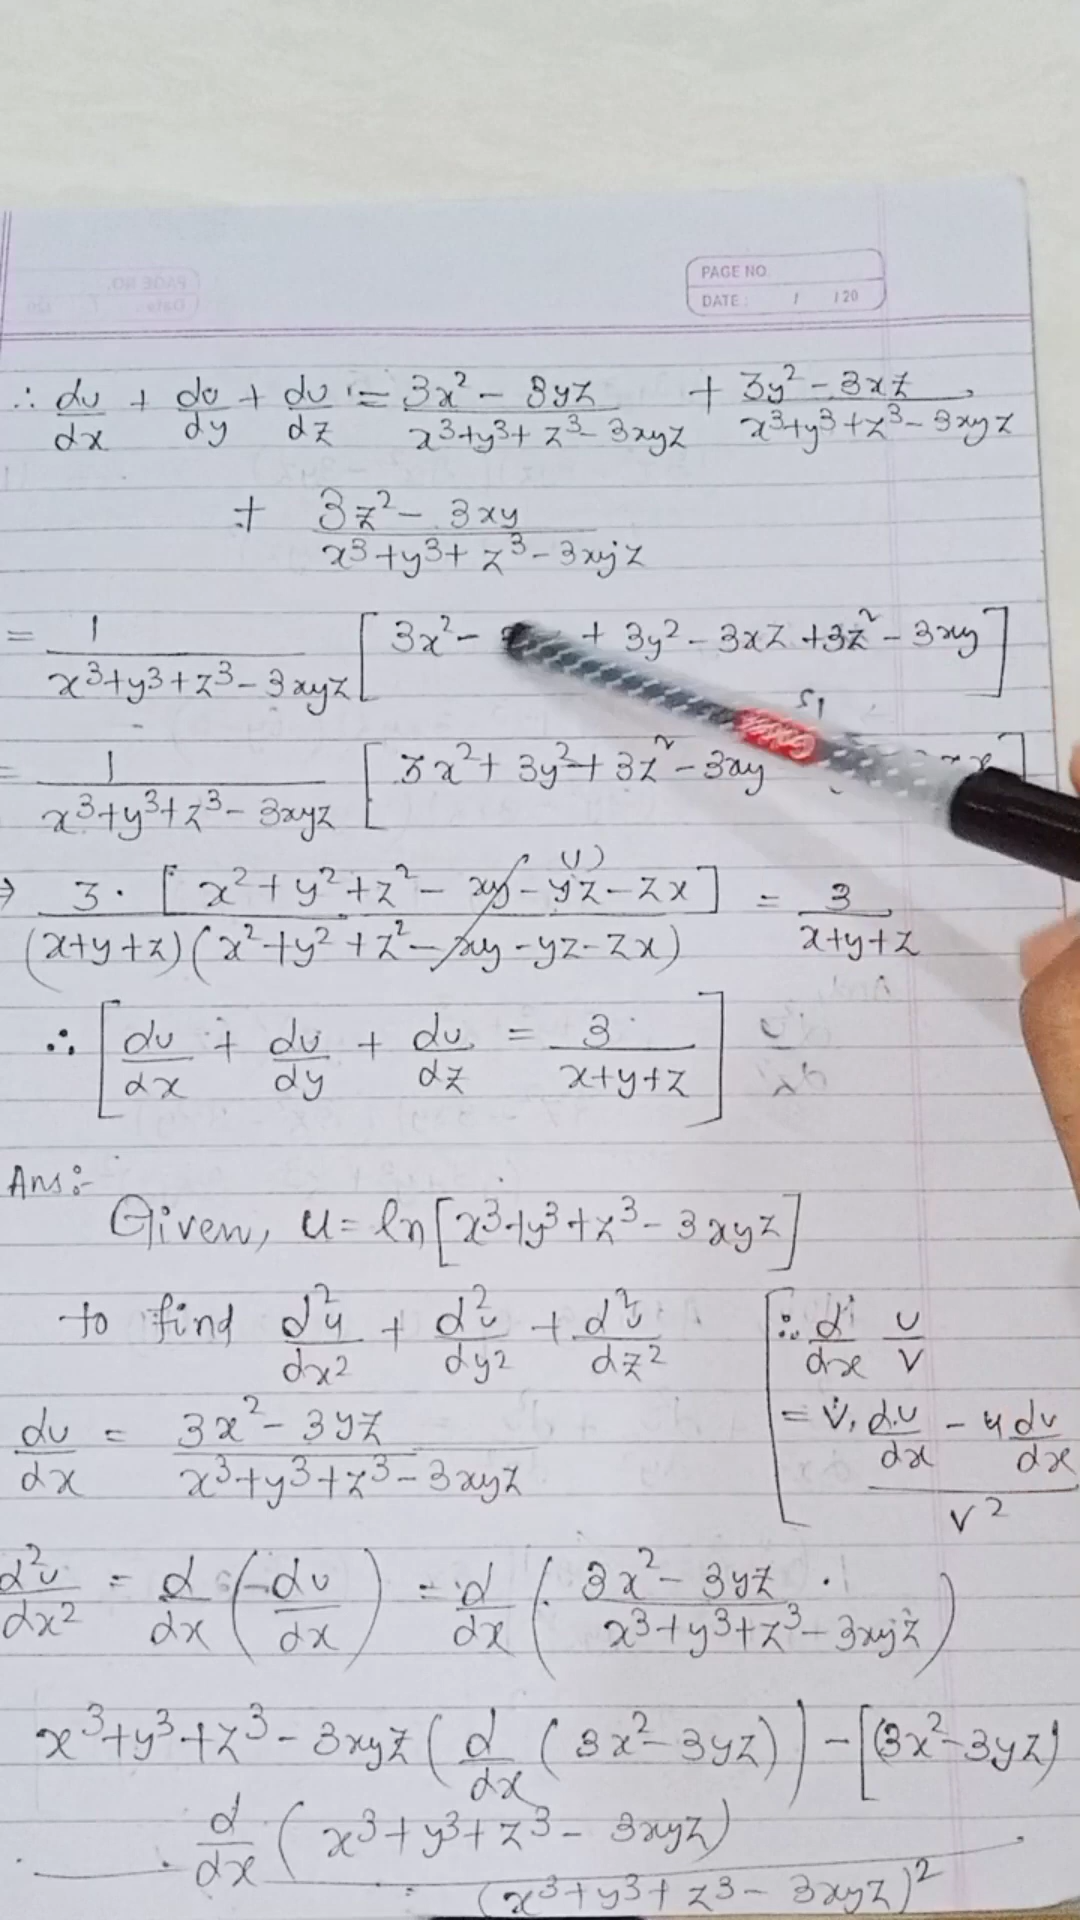 PAGE NO.
DATE: / /20
∴ du/dx + du/dy + du/dz = (3x² - 3yz)/(x³+y³+z³-3xyz) + (3y² - 3xz)/(x³+y³+z³-3xyz)
+ (3z² - 3xy)/(x³+y³+z³-3xyz)
= 1/(x³+y³+z³-3xyz) [3x² - + 3y² - 3xz + 3z² - 3xy]
= 1/(x³+y³+z³-3xyz) [3x² + 3y² + 3z² - 3xy ]
⇒ 3·[x²+y²+z²-xy-yz-zx]/(x+y+z)(x²+y²+z²-xy-yz-zx) = 3/(x+y+z)
∴ [du/dx + du/dy + du/dz = 3/(x+y+z)]
Ans:-
Given, u = ln[x³+y³+z³-3xyz]
to find d²u/dx² + d²u/dy² + d²u/dz² [∵ d/dx u/v
du/dx = (3x² - 3yz)/(x³+y³+z³-3xyz) = (v. du/dx - u dv/dx)/v²
d²u/dx² = d/dx (du/dx) = d/dx ((3x² - 3yz)/(x³+y³+z³-3xyz))
x³+y³+z³-3xyz (d/dx (3x²-3yz)) - [(3x²-3yz)
d/dx (x³+y³+z³-3xyz)
(x³+y³+z³-3xyz)²